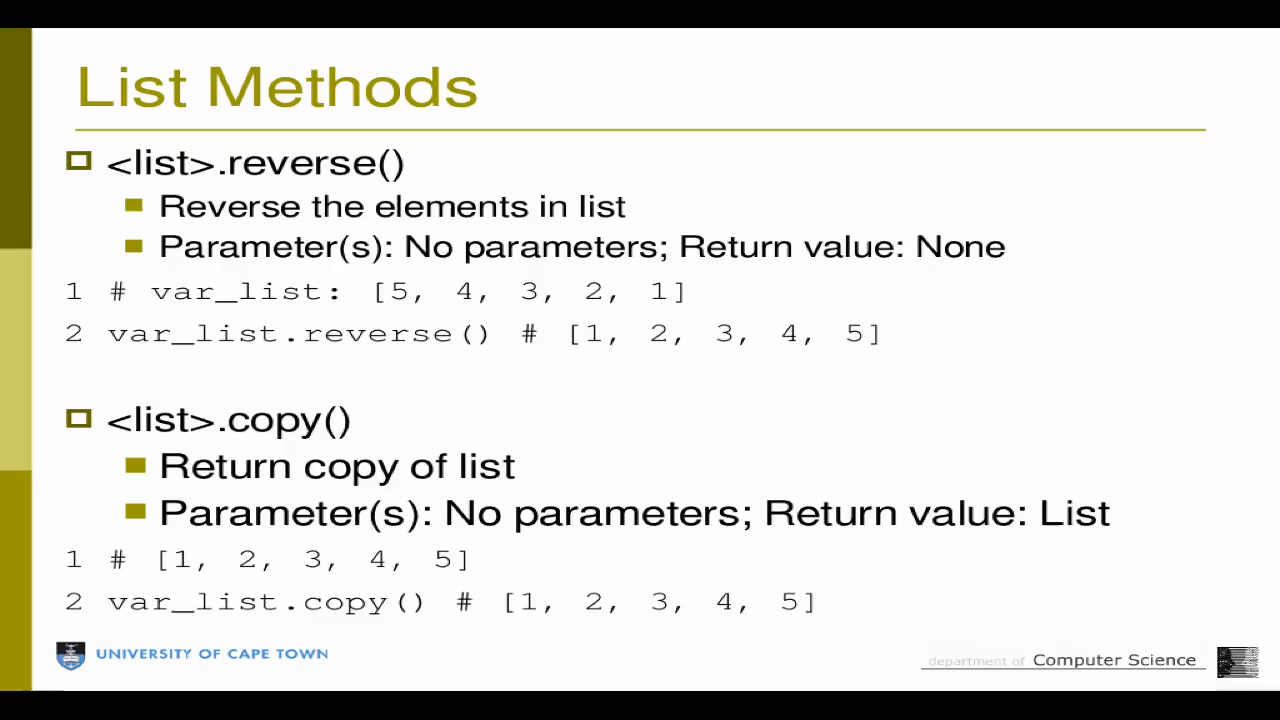 List Methods
<list>.reverse()
Reverse the elements in list
Parameter(s): No parameters; Return value: None
1 # var_list: [5, 4, 3, 2, 1]
2 var_list.reverse() # [1, 2, 3, 4, 5]
<list>.copy()
Return copy of list
Parameter(s): No parameters; Return value: List
1 # [1, 2, 3, 4, 5]
2 var_list.copy() # [1, 2, 3, 4, 5]
UNIVERSITY OF CAPE TOWN
department of Computer Science